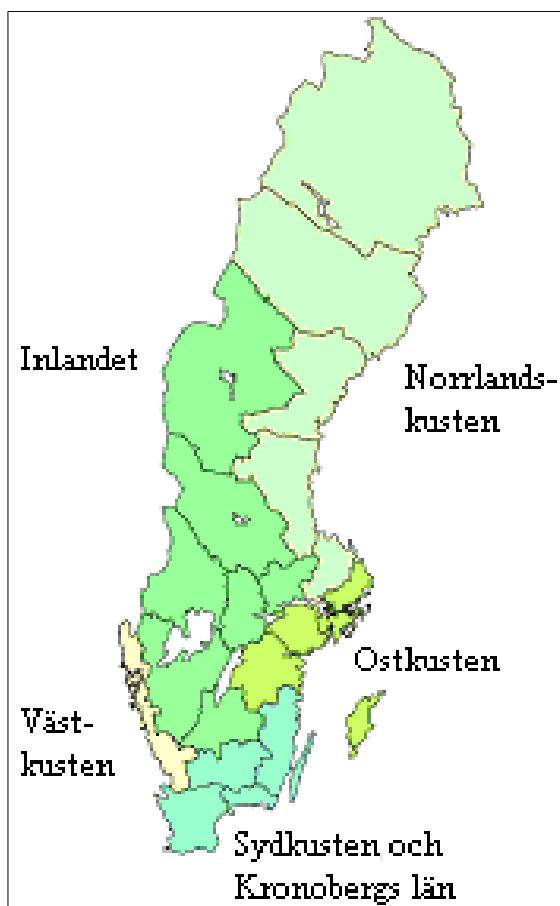 Inlandet
Norrlands-
kusten
Ostkusten
Väst-
kusten
Sydkusten och
Kronobergs län